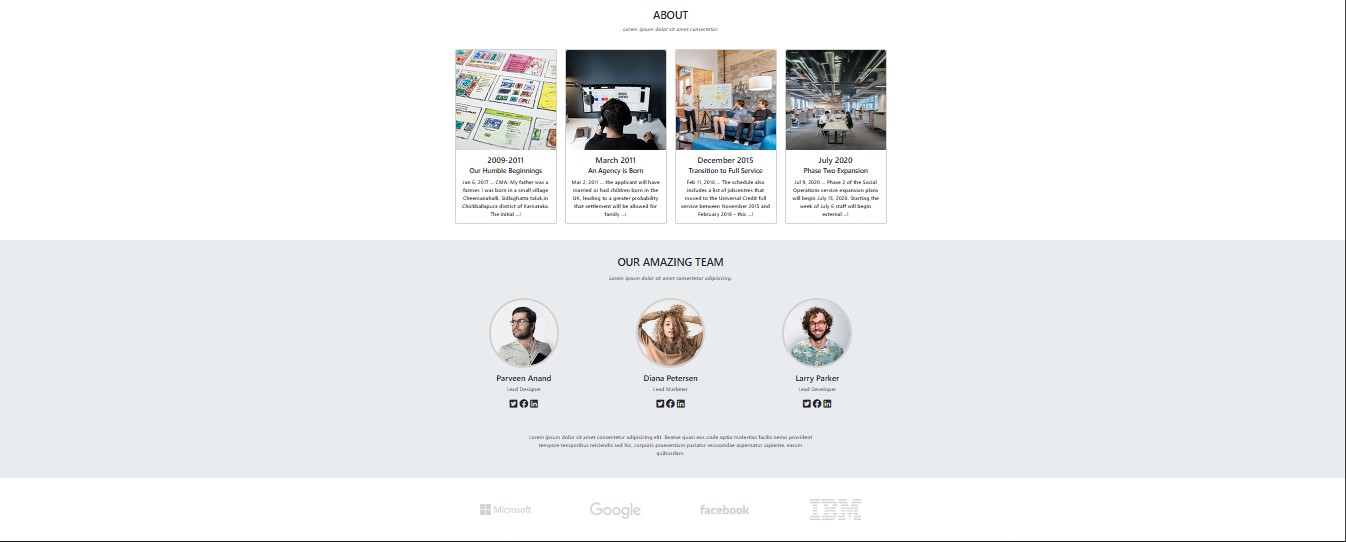 ABOUT
Lorem ipsum dolor sit amet consectetur.
2009-2011
Our Humble Beginnings
Jan 6, 2017 ... CMA: My father was a
farmer. I was born in a small village
Cheemanahalli, Sidlaghatta taluk,in
Chickballapura district of Karnataka.
The initial ...!
March 2011
An Agency is Born
Mar 2, 2011 ... the applicant will have
married or had children born in the
UK, leading to a greater probability
that settlement will be allowed for
family ...!
December 2015
Transition to Full Service
Feb 11, 2016 ... The schedule also
includes a list of jobcentres that
moved to the Universal Credit full
service between November 2015 and
February 2018 – this ...!
July 2020
Phase Two Expansion
Jul 9, 2020 ... Phase 2 of the Social
Operations service expansion plans
will begin July 15, 2020. Starting the
week of July 6 staff will begin
external ...!
OUR AMAZING TEAM
Lorem ipsum dolor sit amet consectetur adipisicing.
Parveen Anand
Lead Designer
Diana Petersen
Lead Marketer
Larry Parker
Lead Developer
Lorem ipsum dolor sit amet consectetur adipisicing elit. Beatae quasi eos unde optio molestias facilis nemo provident
tempore temporibus reiciendis sed hic, corporis praesentium pariatur recusandae aspernatur sapiente, earum
quibusdam.
Microsoft
Google
facebook
IBM